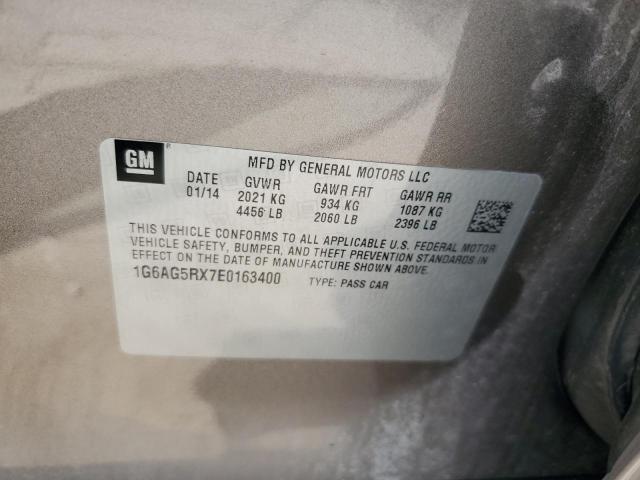 GM
MFD BY GENERAL MOTORS LLC
DATE GVWR GAWR FRT GAWR RR
01/14 2021 KG 934 KG 1087 KG
4456 LB 2060 LB 2396 LB
THIS VEHICLE CONFORMS TO ALL APPLICABLE U.S. FEDERAL MOTOR
VEHICLE SAFETY, BUMPER, AND THEFT PREVENTION STANDARDS IN
EFFECT ON THE DATE OF MANUFACTURE SHOWN ABOVE.
1G6AG5RX7E0163400 TYPE: PASS CAR